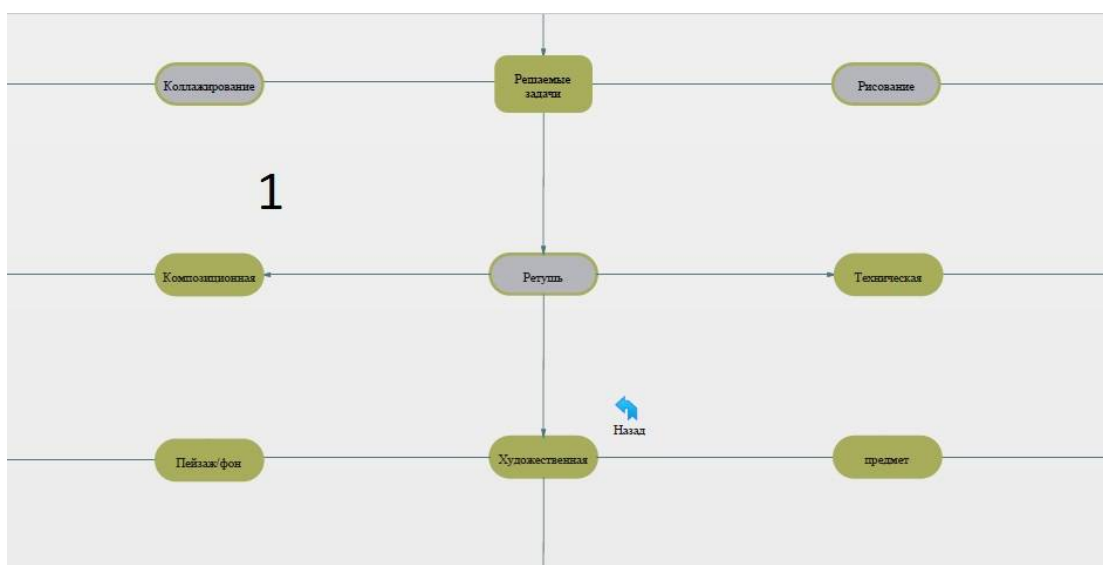 Коллажирование
Решаемые
задачи
Рисование
1
Композиционная
Ретушь
Техническая
Назад
Пейзаж/фон
Художественная
предмет